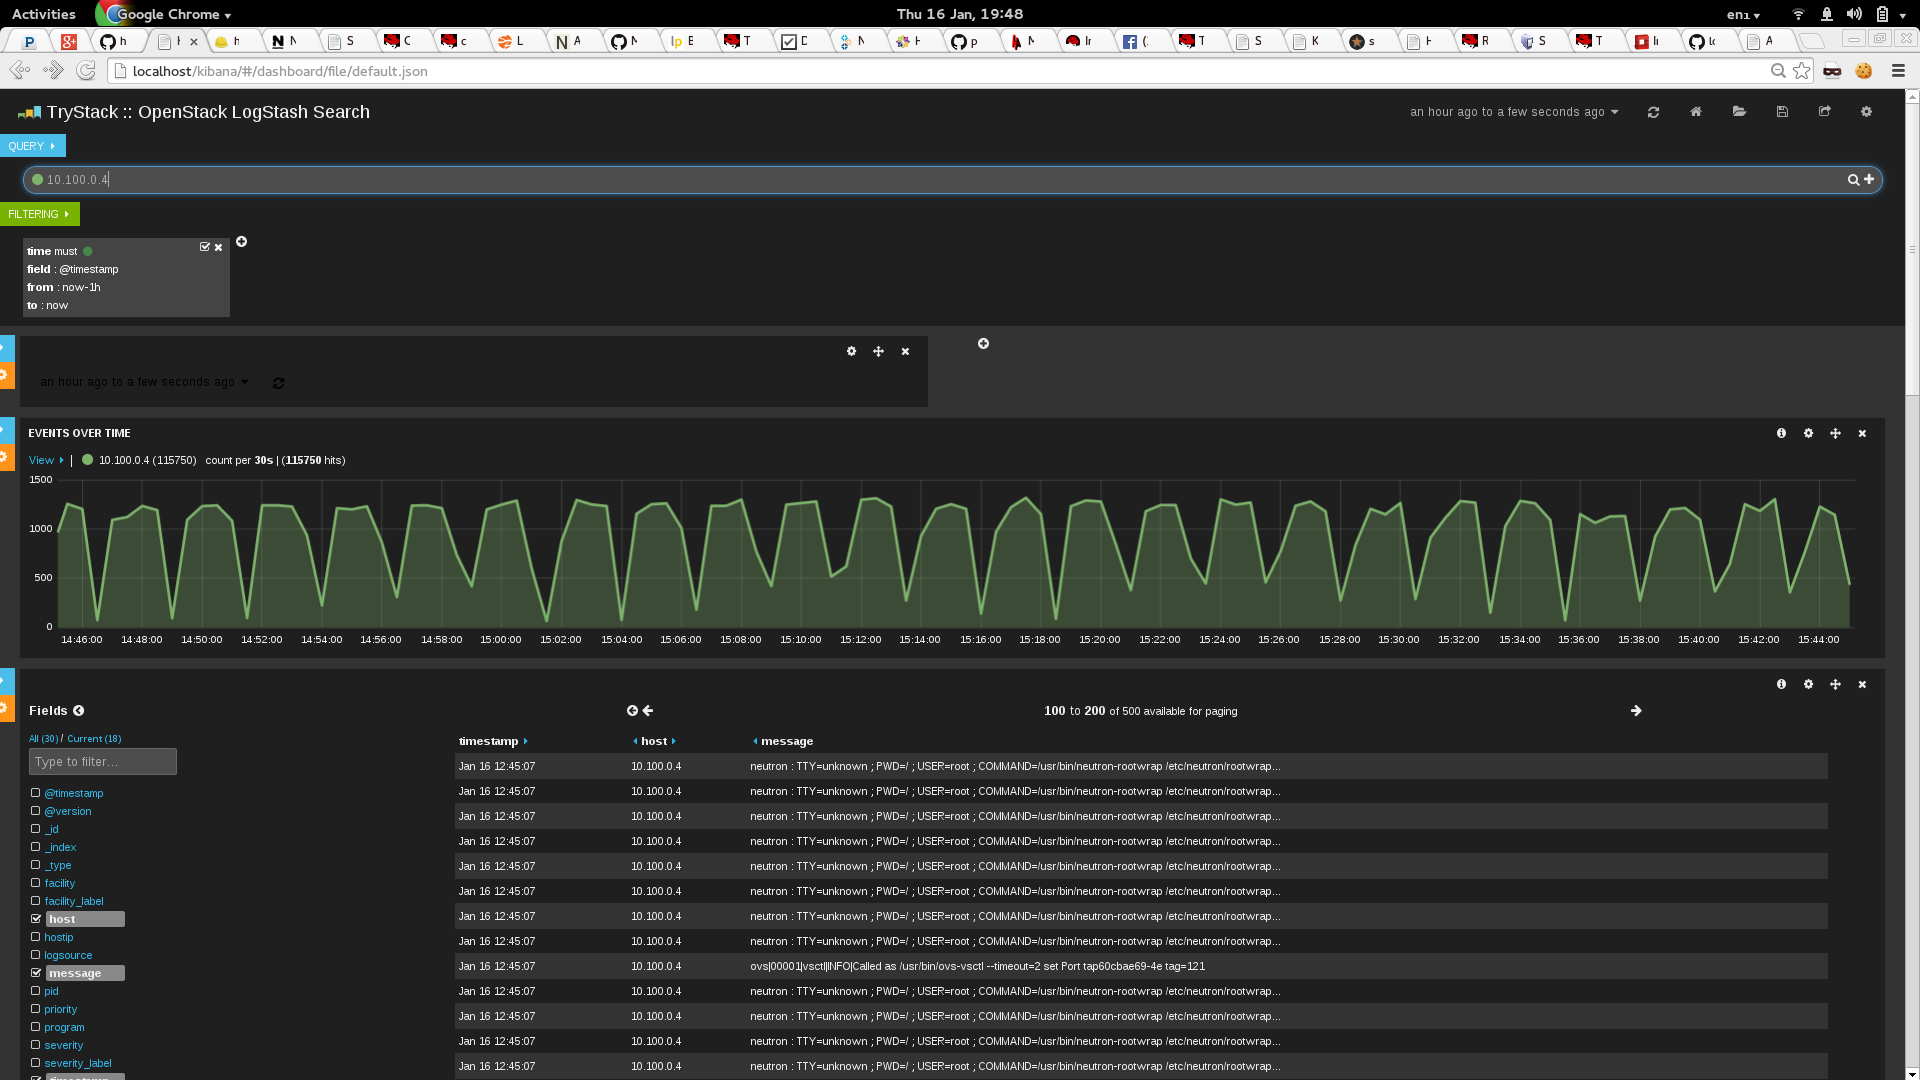 Activities Google Chrome Thu 16 Jan, 19:48 en₁
localhost/kibana/#/dashboard/file/default.json
TryStack :: OpenStack LogStash Search an hour ago to a few seconds ago
QUERY
10.100.0.4
FILTERING
time must
field : @timestamp
from : now-1h
to : now
an hour ago to a few seconds ago
EVENTS OVER TIME
View | 10.100.0.4 (115750) count per 30s | (115750 hits)
1500
1000
500
0
14:46:00 14:48:00 14:50:00 14:52:00 14:54:00 14:56:00 14:58:00 15:00:00 15:02:00 15:04:00 15:06:00 15:08:00 15:10:00 15:12:00 15:14:00 15:16:00 15:18:00 15:20:00 15:22:00 15:24:00 15:26:00 15:28:00 15:30:00 15:32:00 15:34:00 15:36:00 15:38:00 15:40:00 15:42:00 15:44:00
Fields 100 to 200 of 500 available for paging
All (30) / Current (18)
Type to filter...
@timestamp
@version
_id
_index
_type
facility
facility_label
host
hostip
logsource
message
pid
priority
program
severity
severity_label
timestamp host message
Jan 16 12:45:07 10.100.0.4 neutron : TTY=unknown ; PWD=/ ; USER=root ; COMMAND=/usr/bin/neutron-rootwrap /etc/neutron/rootwrap...
Jan 16 12:45:07 10.100.0.4 neutron : TTY=unknown ; PWD=/ ; USER=root ; COMMAND=/usr/bin/neutron-rootwrap /etc/neutron/rootwrap...
Jan 16 12:45:07 10.100.0.4 neutron : TTY=unknown ; PWD=/ ; USER=root ; COMMAND=/usr/bin/neutron-rootwrap /etc/neutron/rootwrap...
Jan 16 12:45:07 10.100.0.4 neutron : TTY=unknown ; PWD=/ ; USER=root ; COMMAND=/usr/bin/neutron-rootwrap /etc/neutron/rootwrap...
Jan 16 12:45:07 10.100.0.4 neutron : TTY=unknown ; PWD=/ ; USER=root ; COMMAND=/usr/bin/neutron-rootwrap /etc/neutron/rootwrap...
Jan 16 12:45:07 10.100.0.4 neutron : TTY=unknown ; PWD=/ ; USER=root ; COMMAND=/usr/bin/neutron-rootwrap /etc/neutron/rootwrap...
Jan 16 12:45:07 10.100.0.4 neutron : TTY=unknown ; PWD=/ ; USER=root ; COMMAND=/usr/bin/neutron-rootwrap /etc/neutron/rootwrap...
Jan 16 12:45:07 10.100.0.4 neutron : TTY=unknown ; PWD=/ ; USER=root ; COMMAND=/usr/bin/neutron-rootwrap /etc/neutron/rootwrap...
Jan 16 12:45:07 10.100.0.4 ovs|00001|vsctl|INFO|Called as /usr/bin/ovs-vsctl --timeout=2 set Port tap60cbae69-4e tag=121
Jan 16 12:45:07 10.100.0.4 neutron : TTY=unknown ; PWD=/ ; USER=root ; COMMAND=/usr/bin/neutron-rootwrap /etc/neutron/rootwrap...
Jan 16 12:45:07 10.100.0.4 neutron : TTY=unknown ; PWD=/ ; USER=root ; COMMAND=/usr/bin/neutron-rootwrap /etc/neutron/rootwrap...
Jan 16 12:45:07 10.100.0.4 neutron : TTY=unknown ; PWD=/ ; USER=root ; COMMAND=/usr/bin/neutron-rootwrap /etc/neutron/rootwrap...
Jan 16 12:45:07 10.100.0.4 neutron : TTY=unknown ; PWD=/ ; USER=root ; COMMAND=/usr/bin/neutron-rootwrap /etc/neutron/rootwrap...